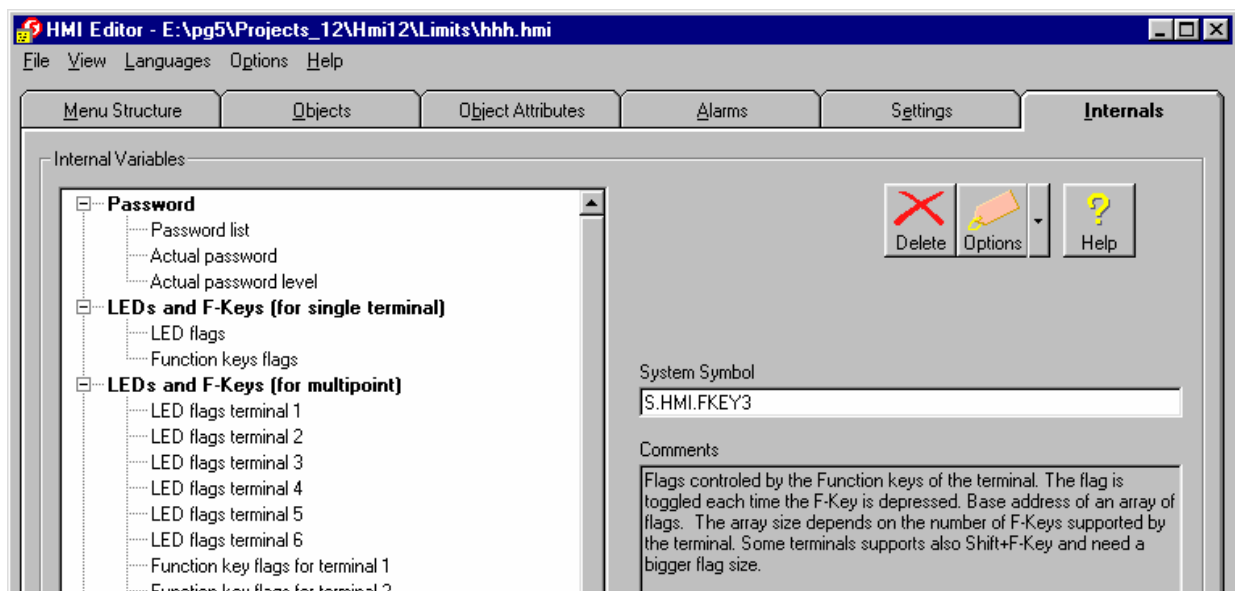 HMI Editor - E:\pg5\Projects_12\Hmi12\Limits\hhh.hmi
File View Languages Options Help
Menu Structure Objects Object Attributes Alarms Settings Internals
Internal Variables
Password
Password list
Actual password
Actual password level
LEDs and F-Keys (for single terminal)
LED flags
Function keys flags
LEDs and F-Keys (for multipoint)
LED flags terminal 1
LED flags terminal 2
LED flags terminal 3
LED flags terminal 4
LED flags terminal 5
LED flags terminal 6
Function key flags for terminal 1
Function key flags for terminal 2
Delete Options Help
System Symbol
S.HMI.FKEY3
Comments
Flags controled by the Function keys of the terminal. The flag is
toggled each time the F-Key is depressed. Base address of an array of
flags. The array size depends on the number of F-Keys supported by
the terminal. Some terminals supports also Shift+F-Key and need a
bigger flag size.